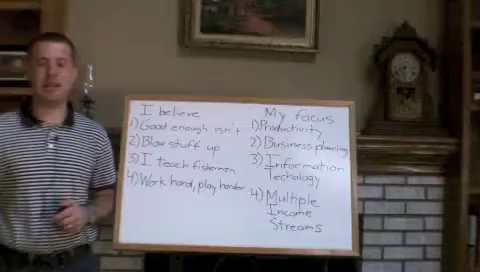 I believe
1) Good enough isn't
2) Blow stuff up
3) I teach fishermen
4) Work hard, play harder
My focus
1) Productivity
2) Business planning
3) Information
Techology
4) Multiple
Income
Streams